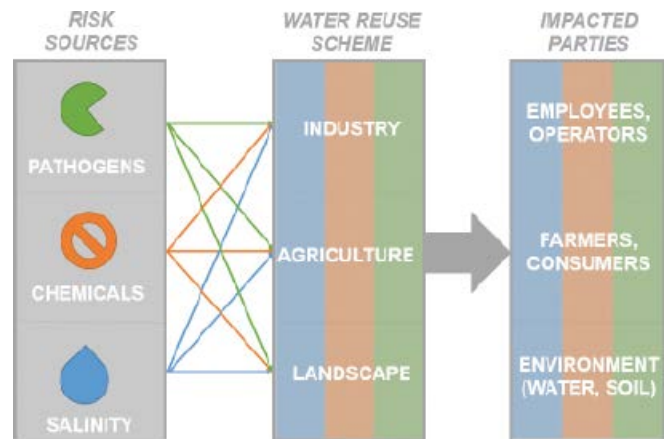 RISK
SOURCES
PATHOGENS
CHEMICALS
SALINITY
WATER REUSE
SCHEME
INDUSTRY
AGRICULTURE
LANDSCAPE
IMPACTED
PARTIES
EMPLOYEES,
OPERATORS
FARMERS,
CONSUMERS
ENVIRONMENT
(WATER, SOIL)